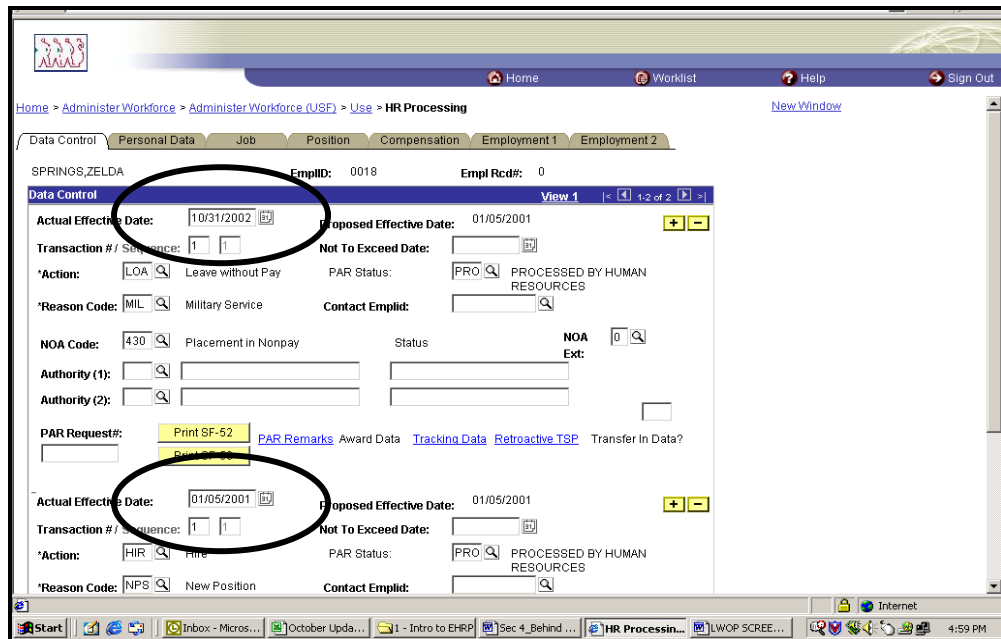 Home Worklist Help Sign Out
Home > Administer Workforce > Administer Workforce (USF) > Use > HR Processing New Window
Data Control Personal Data Job Position Compensation Employment 1 Employment 2
SPRINGS,ZELDA EmplID: 0018 Empl Rcd#: 0
Data Control View 1 |< 1-2 of 2 >|
Actual Effective Date: 10/31/2002 Proposed Effective Date: 01/05/2001 + -
Transaction # / Sequence: 1 1 Not To Exceed Date:
*Action: LOA Leave without Pay PAR Status: PRO PROCESSED BY HUMAN
RESOURCES
*Reason Code: MIL Military Service Contact Emplid:
NOA Code: 430 Placement in Nonpay Status NOA 0
Ext:
Authority (1):
Authority (2):
PAR Request#: Print SF-52 PAR Remarks Award Data Tracking Data Retroactive TSP Transfer In Data?
Print SF-50
Actual Effective Date: 01/05/2001 Proposed Effective Date: 01/05/2001 + -
Transaction # / Sequence: 1 1 Not To Exceed Date:
*Action: HIR Hire PAR Status: PRO PROCESSED BY HUMAN
RESOURCES
*Reason Code: NPS New Position Contact Emplid:
Internet
Start Inbox - Micros... October Upda... 1 - Intro to EHRP Sec 4_Behind ... HR Processin... LWOP SCREE... 4:59 PM